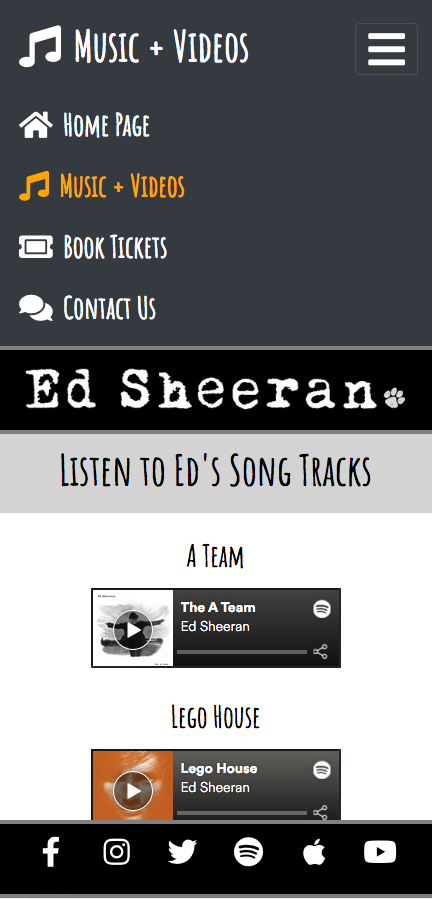 Music + Videos
Home Page
Music + Videos
Book Tickets
Contact Us
Ed Sheeran
Listen to Ed's Song Tracks
A Team
The A Team
Ed Sheeran
Lego House
Lego House
Ed Sheeran